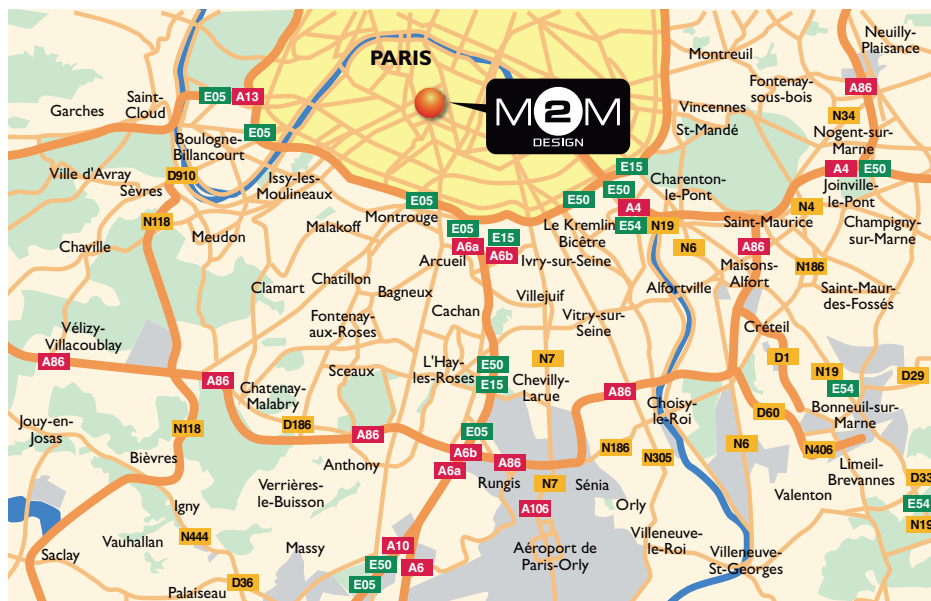 Neuilly-
Plaisance
Montreuil
PARIS
Fontenay-
sous-bois
A86
Saint-
Cloud
E05
A13
Garches
M2M
DESIGN
Vincennes
N34
St-Mandé
Nogent-sur-
Marne
E05
Boulogne-
Billancourt
Ville d'Avray
D910
Sèvres
Issy-les-
Moulineaux
E15
E50
Charenton-
le-Pont
A4
E50
Joinville-
le-Pont
E05
Montrouge
E50
A4
N4
N118
Malakoff
E05
E15
Le Kremlin
Bicêtre
E54
N19
Saint-Maurice
Champigny-
sur-Marne
Chaville
Meudon
A6a
A6b
Arcueil
Ivry-sur-Seine
N6
A86
Maisons-
Alfort
N186
Chatillon
Clamart
Bagneux
Villejuif
Alfortville
Saint-Maur-
des-Fossés
Cachan
Fontenay-
aux-Roses
Vitry-sur-
Seine
Créteil
Vélizy-
Villacoublay
A86
L'Hay-
les-Roses
E50
E15
N7
D1
N19
E54
D29
Sceaux
A86
Chatenay-
Malabry
Chevilly-
Larue
A86
Choisy-
le-Roi
D60
Bonneuil-sur-
Marne
Jouy-en-
Josas
N118
D186
A86
E05
N6
N406
Bièvres
Anthony
A6b
A6a
A86
Rungis
N186
N305
Limeil-
Brevannes
D33
Verrières-
le-Buisson
N7
Sénia
Valenton
Igny
A106
Orly
E54
N19
N444
Vauhallan
Saclay
Massy
A10
E50
A6
E05
Aéroport de
Paris-Orly
Villeneuve-
le-Roi
Villeneuve-
St-Georges
D36
Palaiseau